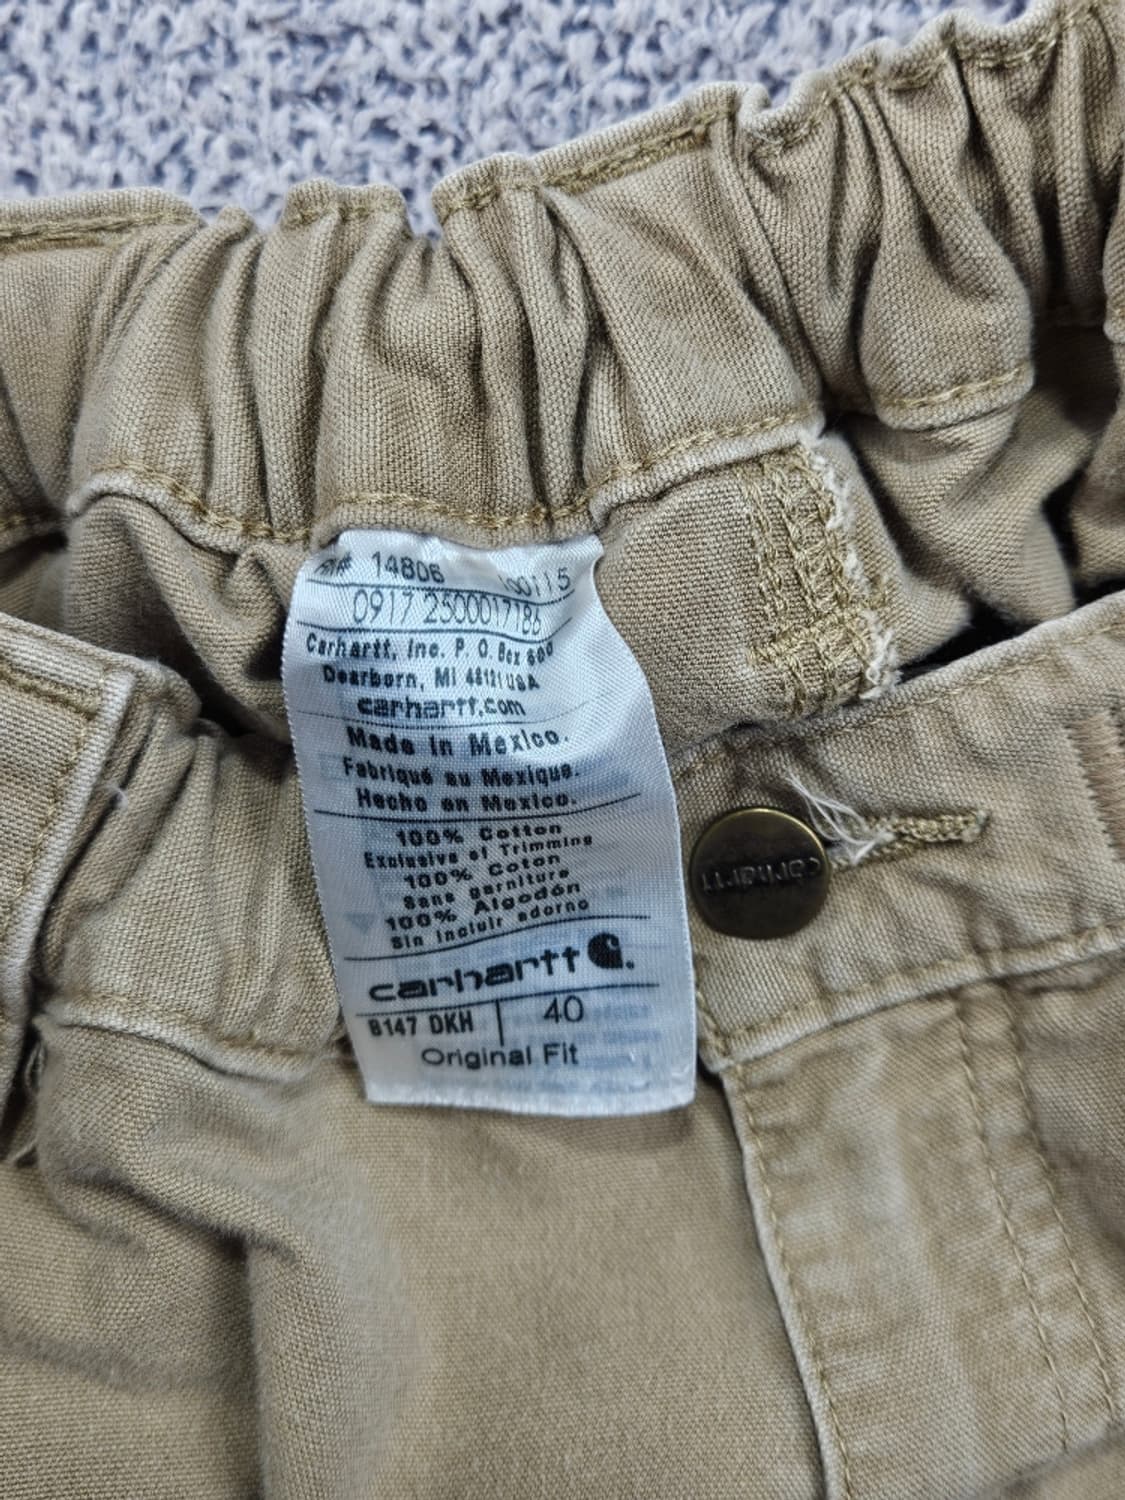 RN# 14806 100115
0917 2500017186
Carhartt, Inc. P. O. Box 600
Dearborn, MI 48121 USA
carhartt.com
Made in Mexico.
Fabriqué au Mexique.
Hecho en Mexico.
100% Cotton
Exclusive of Trimming
100% Coton
Sans garniture
100% Algodón
Sin incluir adorno
carhartt
B147 DKH 40
Original Fit
carhartt